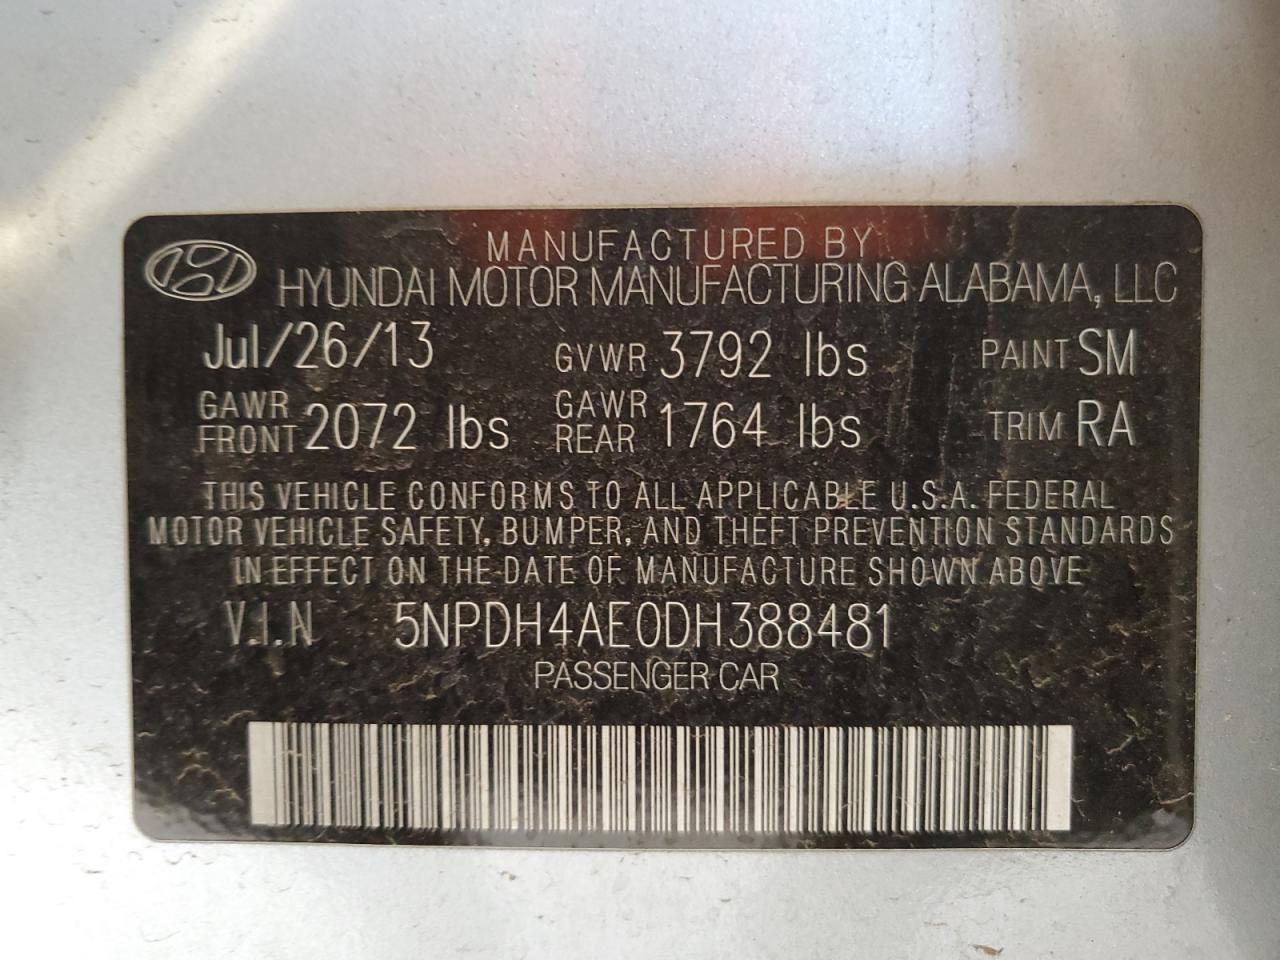 MANUFACTURED BY
HYUNDAI MOTOR MANUFACTURING ALABAMA, LLC
Jul/26/13 GVWR 3792 lbs PAINT SM
GAWR FRONT 2072 lbs GAWR REAR 1764 lbs TRIM RA
THIS VEHICLE CONFORMS TO ALL APPLICABLE U.S.A. FEDERAL
MOTOR VEHICLE SAFETY, BUMPER, AND THEFT PREVENTION STANDARDS
IN EFFECT ON THE DATE OF MANUFACTURE SHOWN ABOVE
V.I.N 5NPDH4AE0DH388481
PASSENGER CAR